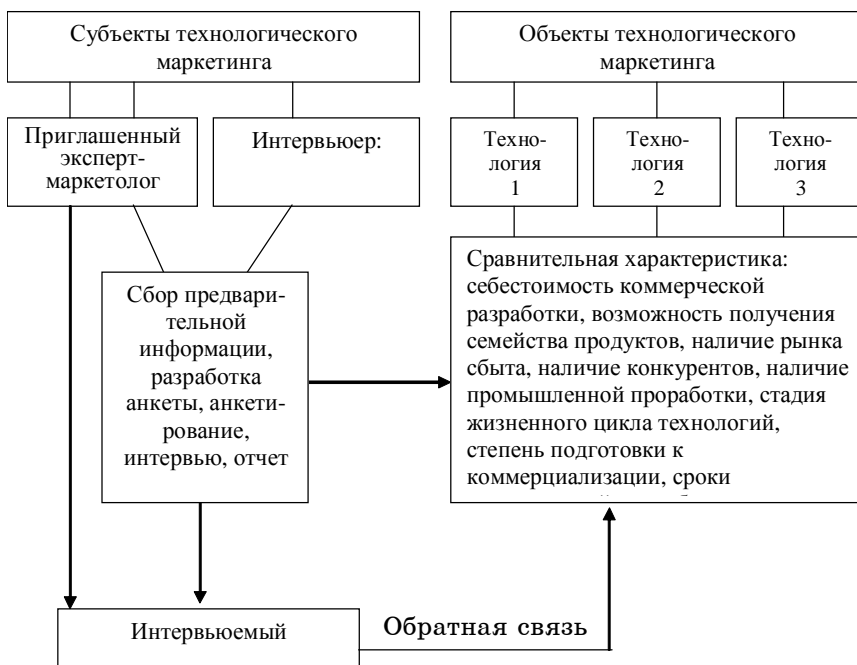 Субъекты технологического
маркетинга
Объекты технологического
маркетинга
Приглашенный
эксперт-
маркетолог
Интервьюер:
Техно-
логия
1
Техно-
логия
2
Техно-
логия
3
Сбор предвари-
тельной
информации,
разработка
анкеты, анкети-
рование,
интервью, отчет
Сравнительная характеристика:
себестоимость коммерческой
разработки, возможность получения
семейства продуктов, наличие рынка
сбыта, наличие конкурентов, наличие
промышленной проработки, стадия
жизненного цикла технологий,
степень подготовки к
коммерциализации, сроки
Интервьюемый
Обратная связь